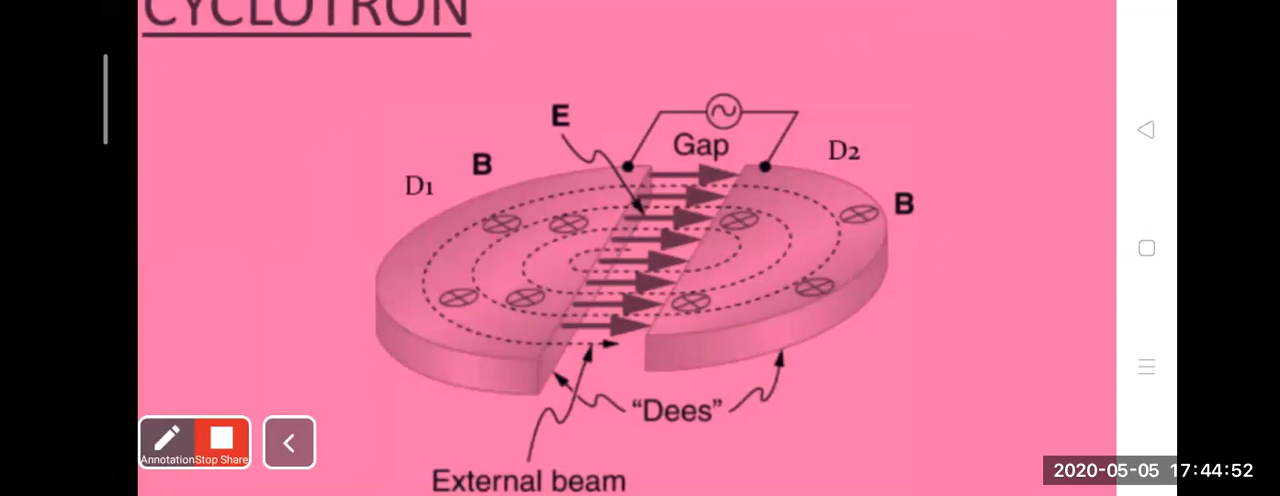 CYCLOTRON
E
Gap
B
D2
D1
B
"Dees"
External beam
Annotation
Stop Share
2020-05-05 17:44:52